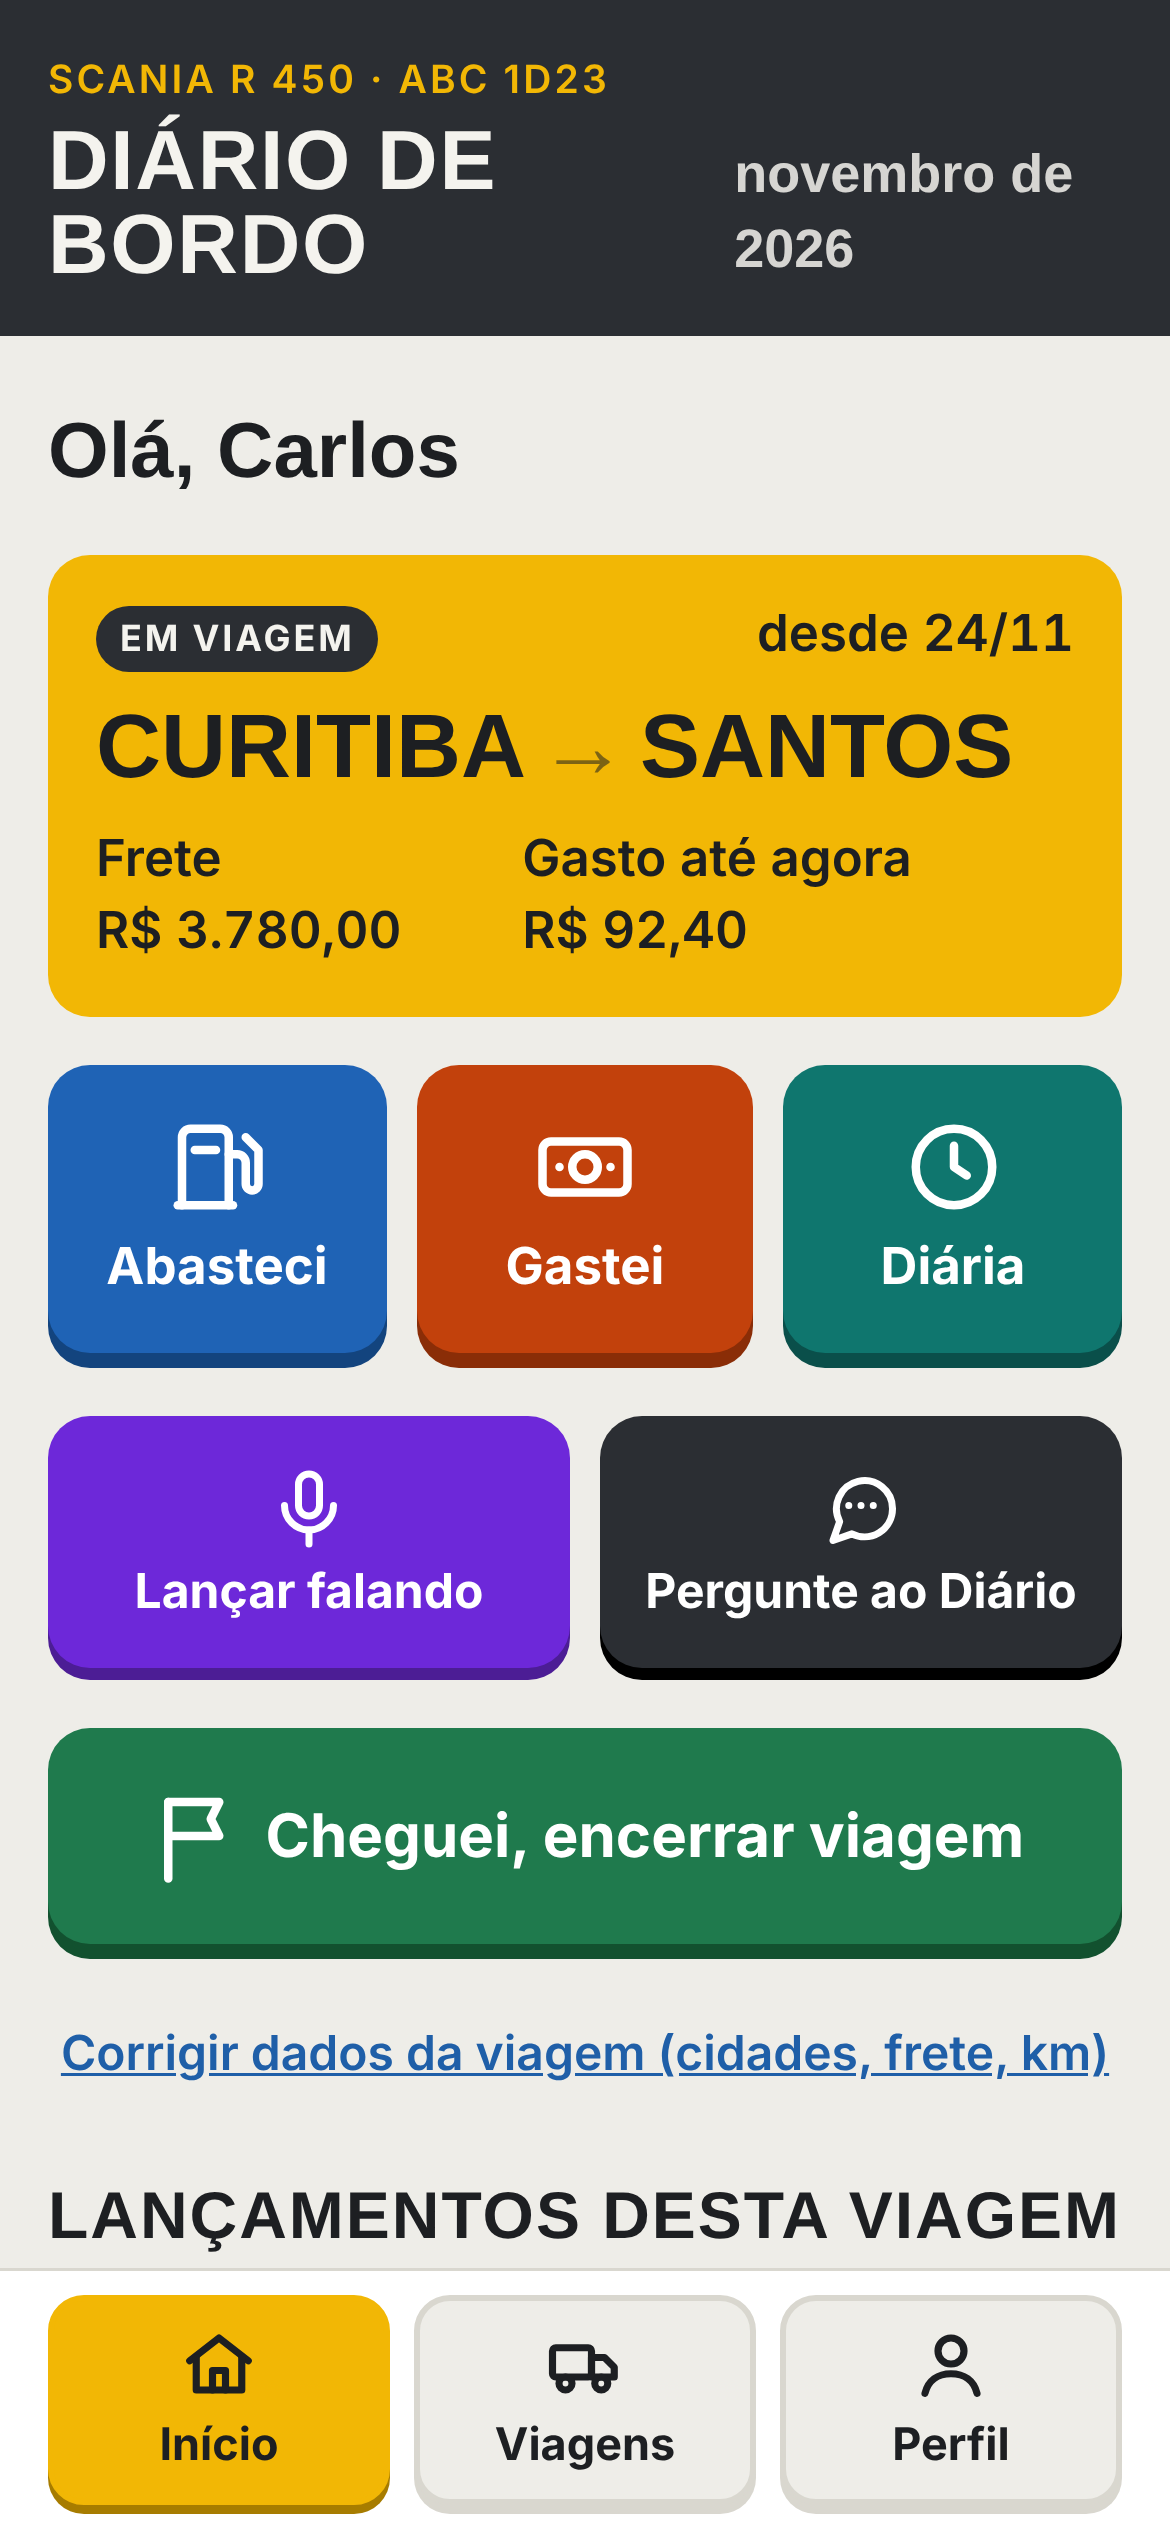 SCANIA R 450 · ABC 1D23
DIÁRIO DE
BORDO
novembro de
2026
Olá, Carlos
EM VIAGEM
desde 24/11
CURITIBA → SANTOS
Frete
Gasto até agora
R$ 3.780,00
R$ 92,40
Abasteci
Gastei
Diária
Lançar falando
Pergunte ao Diário
Cheguei, encerrar viagem
Corrigir dados da viagem (cidades, frete, km)
LANÇAMENTOS DESTA VIAGEM
Início
Viagens
Perfil